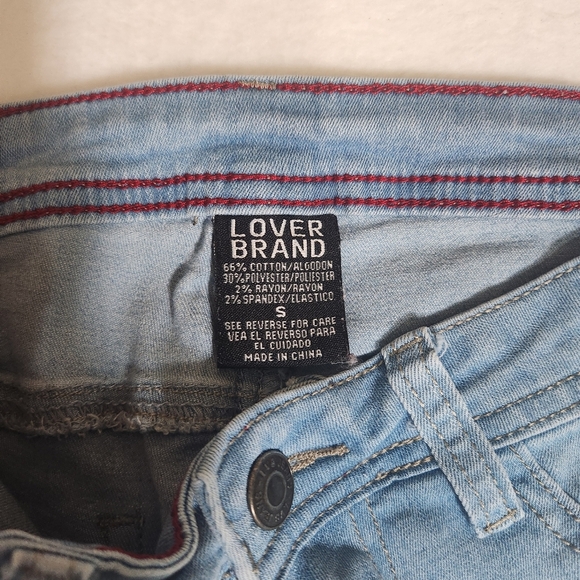 LOVER
BRAND
66% COTTON/ALGODON
30% POLYESTER/POLIESTER
2% RAYON/RAYON
2% SPANDEX/ELASTICO
S
SEE REVERSE FOR CARE
VEA EL REVERSO PARA
EL CUIDADO
MADE IN CHINA